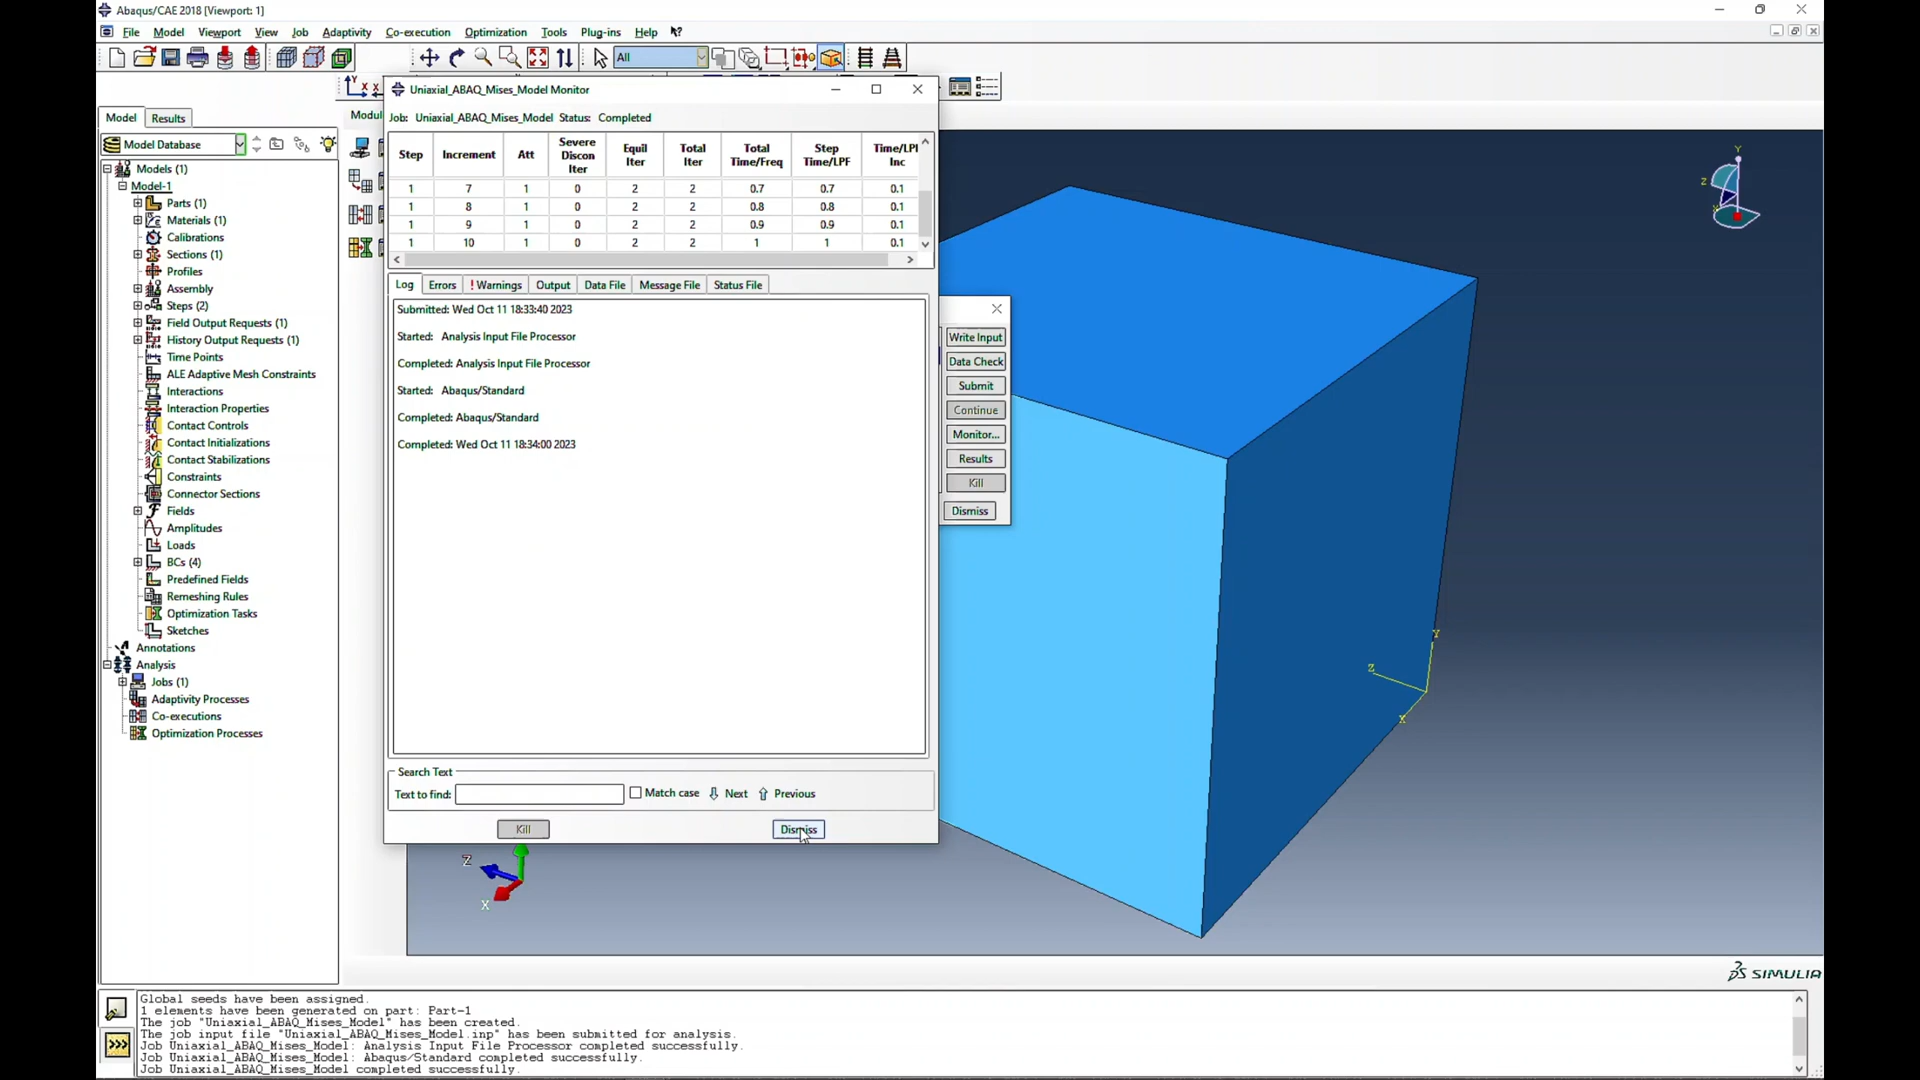 Abaqus/CAE 2018 [Viewport: 1]
File Model Viewport View Job Adaptivity Co-execution Optimization Tools Plug-ins Help
All
Model Results
Model Database
Models (1)
Model-1
Parts (1)
Materials (1)
Calibrations
Sections (1)
Profiles
Assembly
Steps (2)
Field Output Requests (1)
History Output Requests (1)
Time Points
ALE Adaptive Mesh Constraints
Interactions
Interaction Properties
Contact Controls
Contact Initializations
Contact Stabilizations
Constraints
Connector Sections
Fields
Amplitudes
Loads
BCs (4)
Predefined Fields
Remeshing Rules
Optimization Tasks
Sketches
Annotations
Analysis
Jobs (1)
Adaptivity Processes
Co-executions
Optimization Processes
Modul
Uniaxial_ABAQ_Mises_Model Monitor
Job: Uniaxial_ABAQ_Mises_Model Status: Completed
Step Increment Att Severe Discon Iter Equil Iter Total Iter Total Time/Freq Step Time/LPF Time/LPF Inc
1 7 1 0 2 2 0.7 0.7 0.1
1 8 1 0 2 2 0.8 0.8 0.1
1 9 1 0 2 2 0.9 0.9 0.1
1 10 1 0 2 2 1 1 0.1
Log Errors ! Warnings Output Data File Message File Status File
Submitted: Wed Oct 11 18:33:40 2023
Started: Analysis Input File Processor
Completed: Analysis Input File Processor
Started: Abaqus/Standard
Completed: Abaqus/Standard
Completed: Wed Oct 11 18:34:00 2023
Search Text
Text to find: Match case Next Previous
Kill Dismiss
Write Input
Data Check
Submit
Continue
Monitor...
Results
Kill
Dismiss
Y
Z
X
Y
Z
X
Z
X
SIMULIA
Global seeds have been assigned.
1 elements have been generated on part: Part-1
The job "Uniaxial_ABAQ_Mises_Model" has been created.
The job input file "Uniaxial_ABAQ_Mises_Model.inp" has been submitted for analysis.
Job Uniaxial_ABAQ_Mises_Model: Analysis Input File Processor completed successfully.
Job Uniaxial_ABAQ_Mises_Model: Abaqus/Standard completed successfully.
Job Uniaxial_ABAQ_Mises_Model completed successfully.